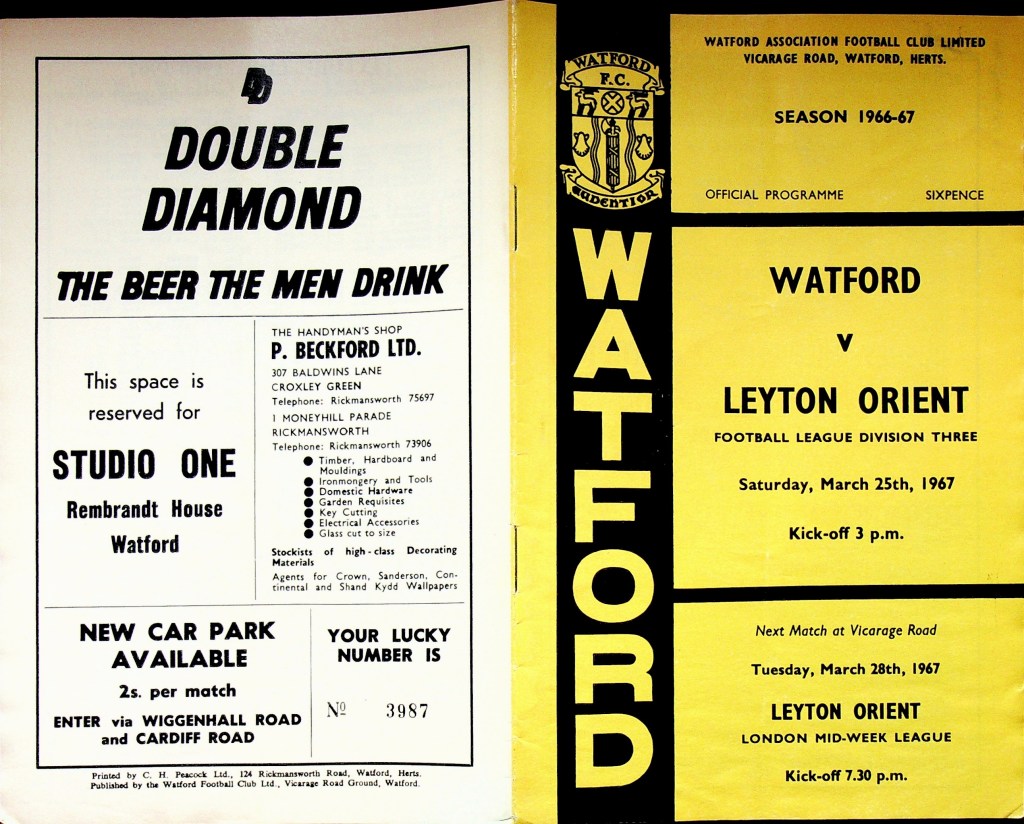 DD
DOUBLE
DIAMOND
THE BEER THE MEN DRINK
This space is
reserved for
STUDIO ONE
Rembrandt House
Watford
THE HANDYMAN'S SHOP
P. BECKFORD LTD.
307 BALDWINS LANE
CROXLEY GREEN
Telephone: Rickmansworth 75697
1 MONEYHILL PARADE
RICKMANSWORTH
Telephone: Rickmansworth 73906
● Timber, Hardboard and
Mouldings
● Ironmongery and Tools
● Domestic Hardware
● Garden Requisites
● Key Cutting
● Electrical Accessories
● Glass cut to size
Stockists of high-class Decorating
Materials
Agents for Crown, Sanderson, Con-
tinental and Shand Kydd Wallpapers
NEW CAR PARK
AVAILABLE
2s. per match
ENTER via WIGGENHALL ROAD
and CARDIFF ROAD
YOUR LUCKY
NUMBER IS
Nº 3987
Printed by C. H. Peacock Ltd., 124 Rickmansworth Road, Watford, Herts.
Published by the Watford Football Club Ltd., Vicarage Road Ground, Watford.
WATFORD
F.C.
AUDENTIOR
WATFORD
WATFORD ASSOCIATION FOOTBALL CLUB LIMITED
VICARAGE ROAD, WATFORD, HERTS.
SEASON 1966-67
OFFICIAL PROGRAMME SIXPENCE
WATFORD
V
LEYTON ORIENT
FOOTBALL LEAGUE DIVISION THREE
Saturday, March 25th, 1967
Kick-off 3 p.m.
Next Match at Vicarage Road
Tuesday, March 28th, 1967
LEYTON ORIENT
LONDON MID-WEEK LEAGUE
Kick-off 7.30 p.m.